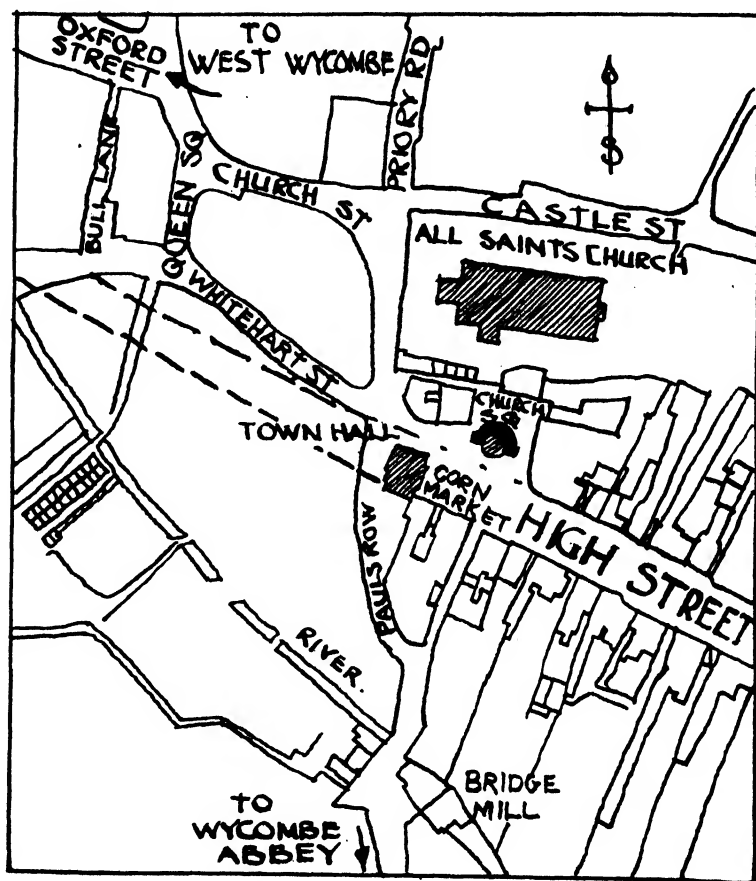 OXFORD
STREET
TO
WEST WYCOMBE
PRIORY RD
S
BULL LANE
QUEEN SQ
CHURCH ST
CASTLE ST
ALL SAINTS CHURCH
WHITEHART ST
CHURCH
SQ
TOWN HALL
CORN
MARKET
HIGH STREET
PAULS ROW
RIVER.
BRIDGE
MILL
TO
WYCOMBE
ABBEY